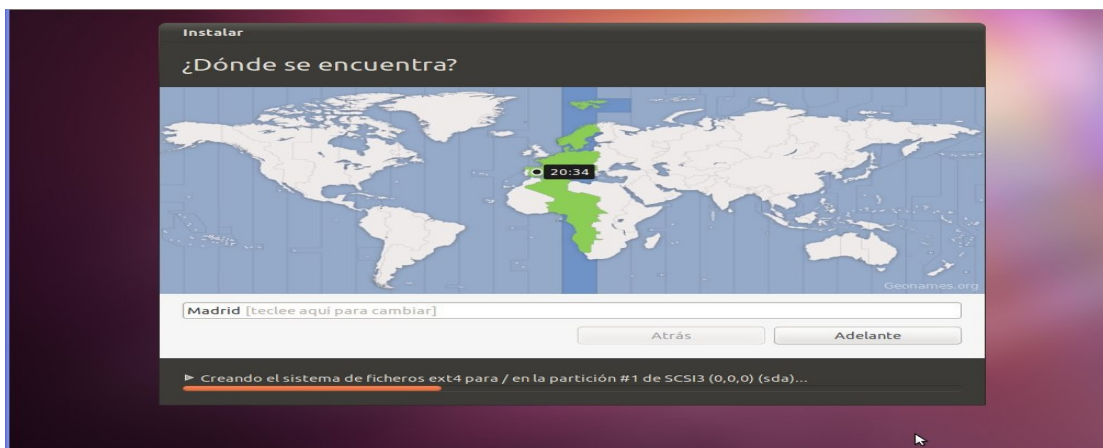 Instalar
¿Dónde se encuentra?
20:34
Geonames.org
Madrid [teclee aquí para cambiar]
Atrás Adelante
Creando el sistema de ficheros ext4 para / en la partición #1 de SCSI3 (0,0,0) (sda)...